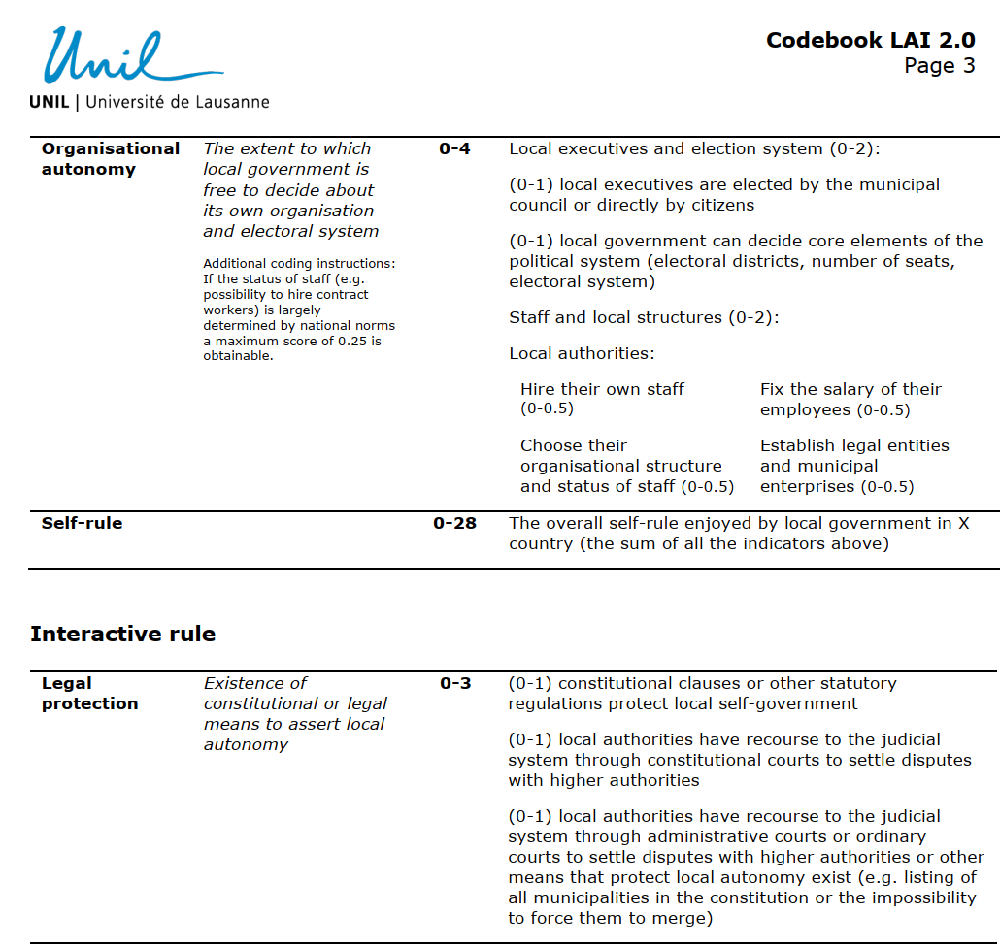 Unil
UNIL | Université de Lausanne
Codebook LAI 2.0
Page 3
Organisational
autonomy
The extent to which
local government is
free to decide about
its own organisation
and electoral system
Additional coding instructions:
If the status of staff (e.g.
possibility to hire contract
workers) is largely
determined by national norms
a maximum score of 0.25 is
obtainable.
0-4
Local executives and election system (0-2):
(0-1) local executives are elected by the municipal
council or directly by citizens
(0-1) local government can decide core elements of the
political system (electoral districts, number of seats,
electoral system)
Staff and local structures (0-2):
Local authorities:
Hire their own staff
(0-0.5)
Fix the salary of their
employees (0-0.5)
Choose their
organisational structure
and status of staff (0-0.5)
Establish legal entities
and municipal
enterprises (0-0.5)
Self-rule
0-28
The overall self-rule enjoyed by local government in X
country (the sum of all the indicators above)
Interactive rule
Legal
protection
Existence of
constitutional or legal
means to assert local
autonomy
0-3
(0-1) constitutional clauses or other statutory
regulations protect local self-government
(0-1) local authorities have recourse to the judicial
system through constitutional courts to settle disputes
with higher authorities
(0-1) local authorities have recourse to the judicial
system through administrative courts or ordinary
courts to settle disputes with higher authorities or other
means that protect local autonomy exist (e.g. listing of
all municipalities in the constitution or the impossibility
to force them to merge)